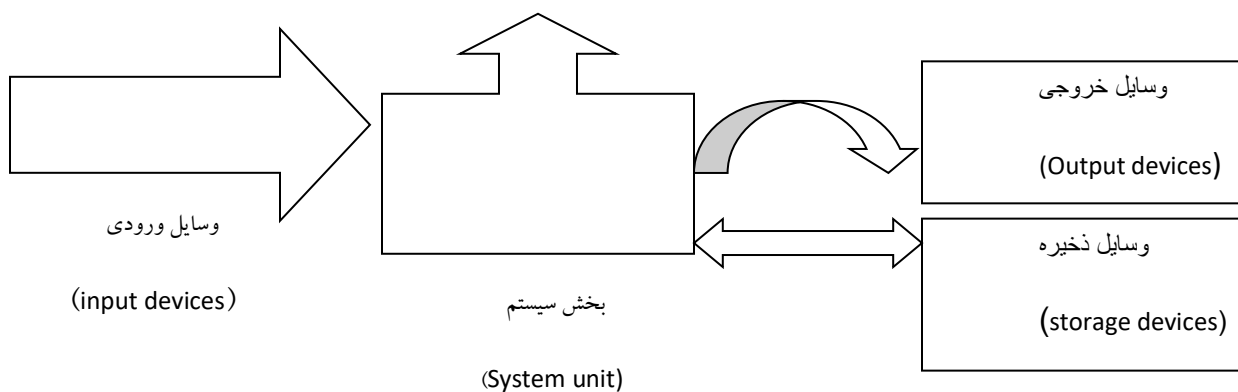 وسایل ورودی
(input devices)
بخش سیستم
(System unit)
وسایل خروجی
(Output devices)
وسایل ذخیره
(storage devices)